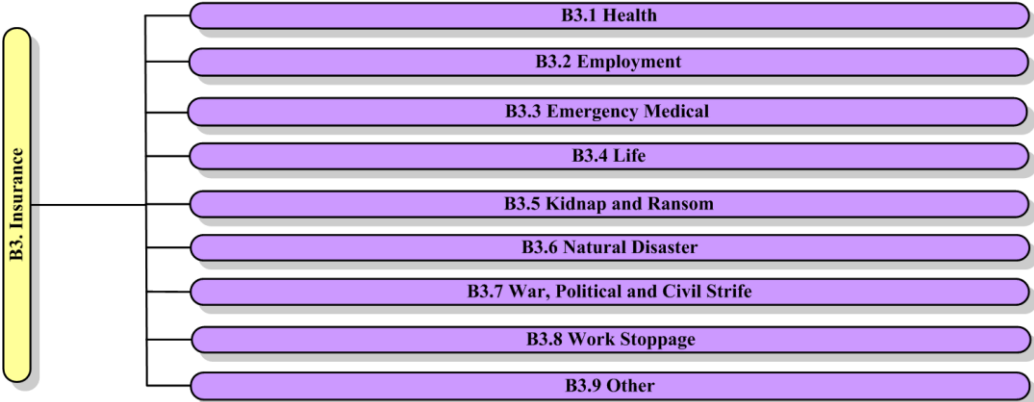 B3. Insurance
B3.1 Health
B3.2 Employment
B3.3 Emergency Medical
B3.4 Life
B3.5 Kidnap and Ransom
B3.6 Natural Disaster
B3.7 War, Political and Civil Strife
B3.8 Work Stoppage
B3.9 Other